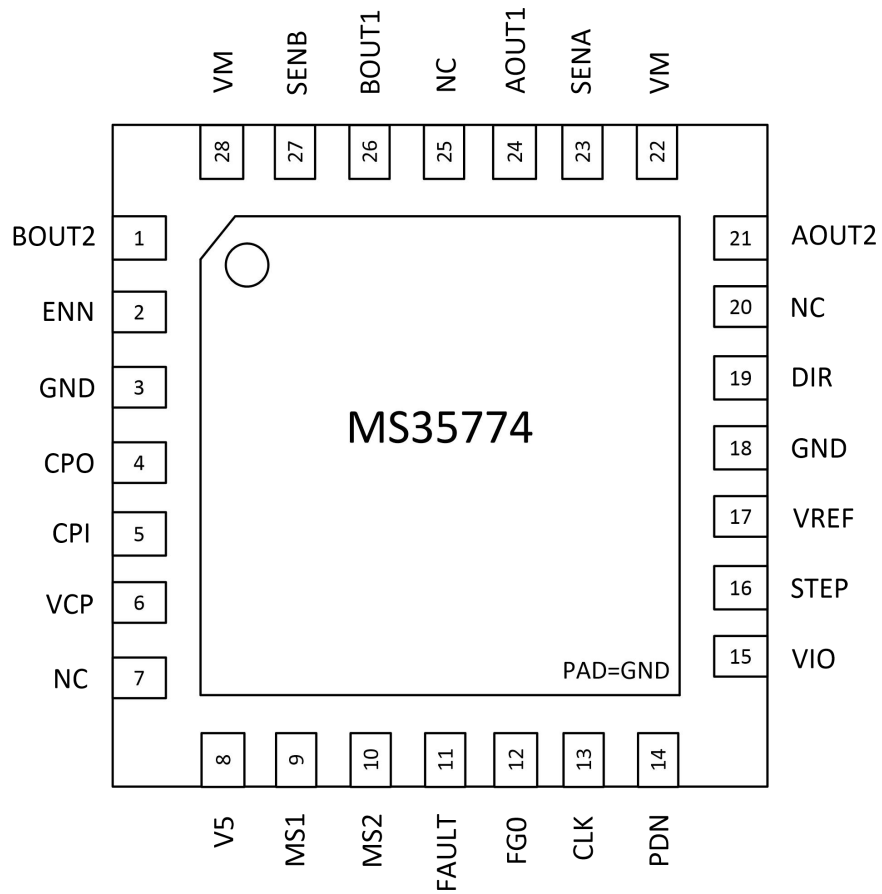 VM
SENB
BOUT1
NC
AOUT1
SENA
VM
28
27
26
25
24
23
22
BOUT2 1
ENN 2
GND 3
CPO 4
CPI 5
VCP 6
NC 7
MS35774
PAD=GND
21 AOUT2
20 NC
19 DIR
18 GND
17 VREF
16 STEP
15 VIO
8
9
10
11
12
13
14
V5
MS1
MS2
FAULT
FG0
CLK
PDN